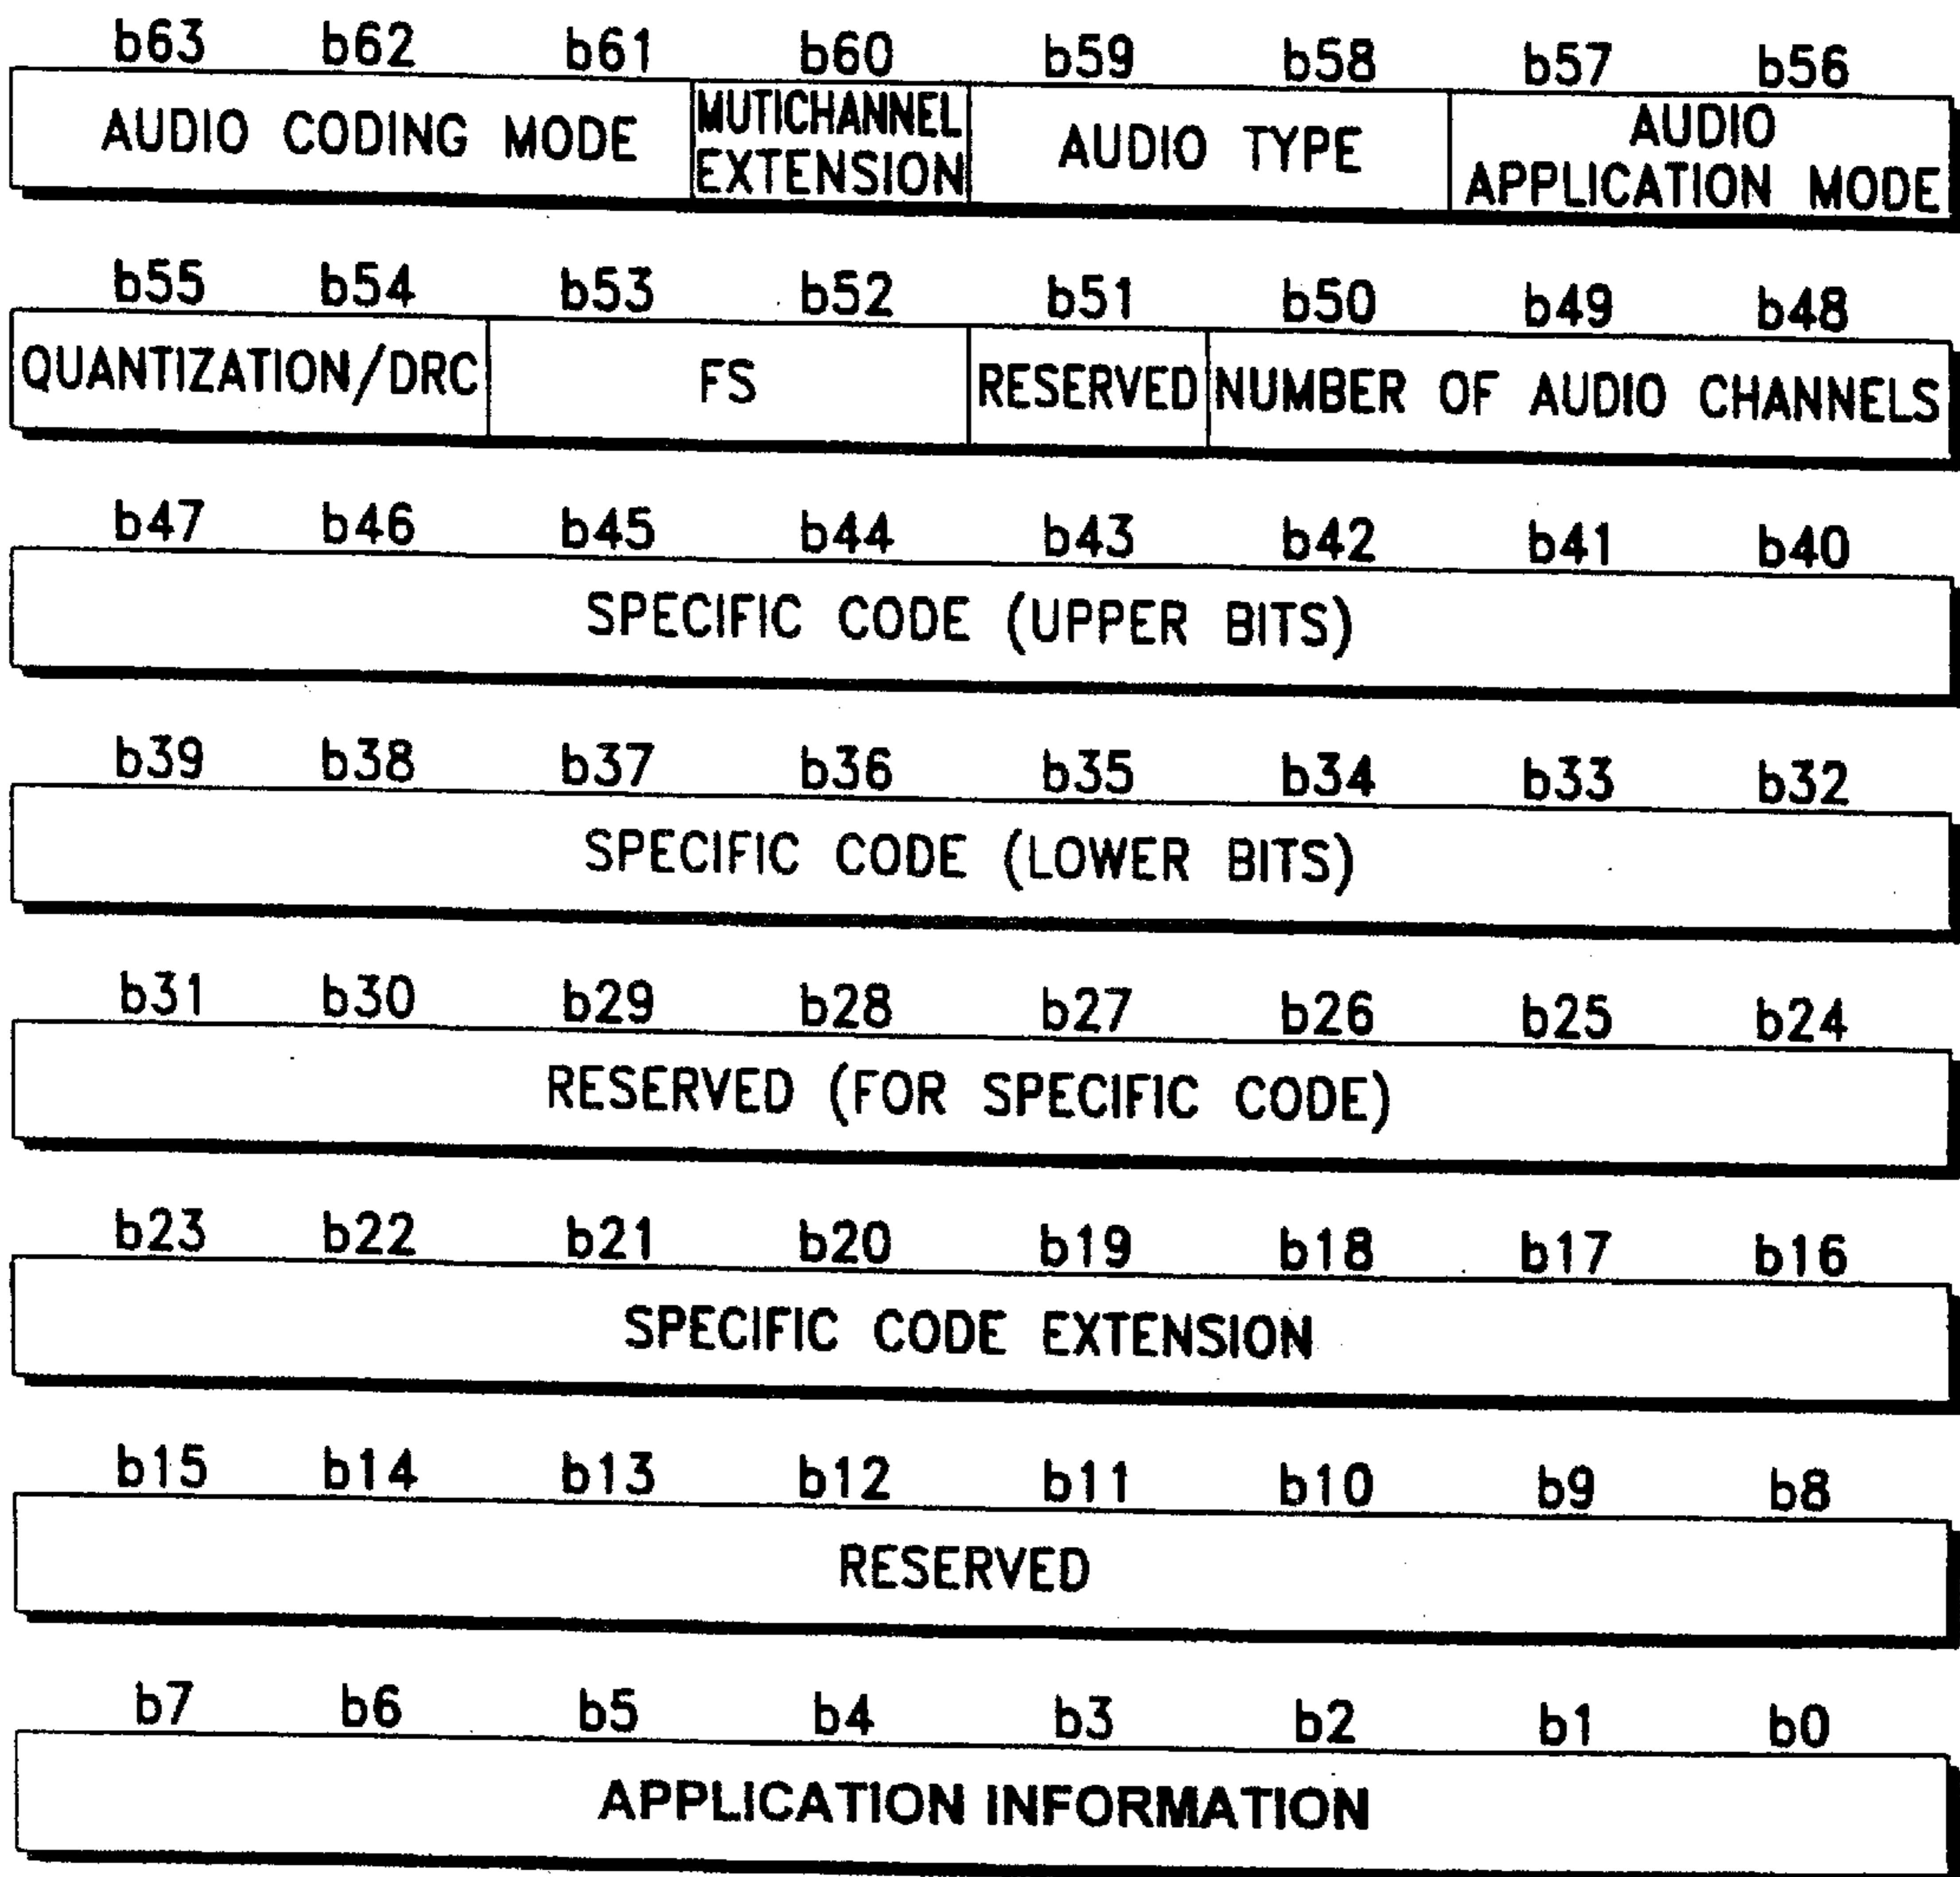 b63 b62 b61 b60 b59 b58 b57 b56
AUDIO CODING MODE
MUTICHANNEL
EXTENSION
AUDIO TYPE
AUDIO
APPLICATION MODE
b55 b54 b53 b52 b51 b50 b49 b48
QUANTIZATION/DRC FS RESERVED NUMBER OF AUDIO CHANNELS
b47 b46 b45 b44 b43 b42 b41 b40
SPECIFIC CODE (UPPER BITS)
b39 b38 b37 b36 b35 b34 b33 b32
SPECIFIC CODE (LOWER BITS)
b31 b30 b29 b28 b27 b26 b25 b24
RESERVED (FOR SPECIFIC CODE)
b23 b22 b21 b20 b19 b18 b17 b16
SPECIFIC CODE EXTENSION
b15 b14 b13 b12 b11 b10 b9 b8
RESERVED
b7 b6 b5 b4 b3 b2 b1 b0
APPLICATION INFORMATION